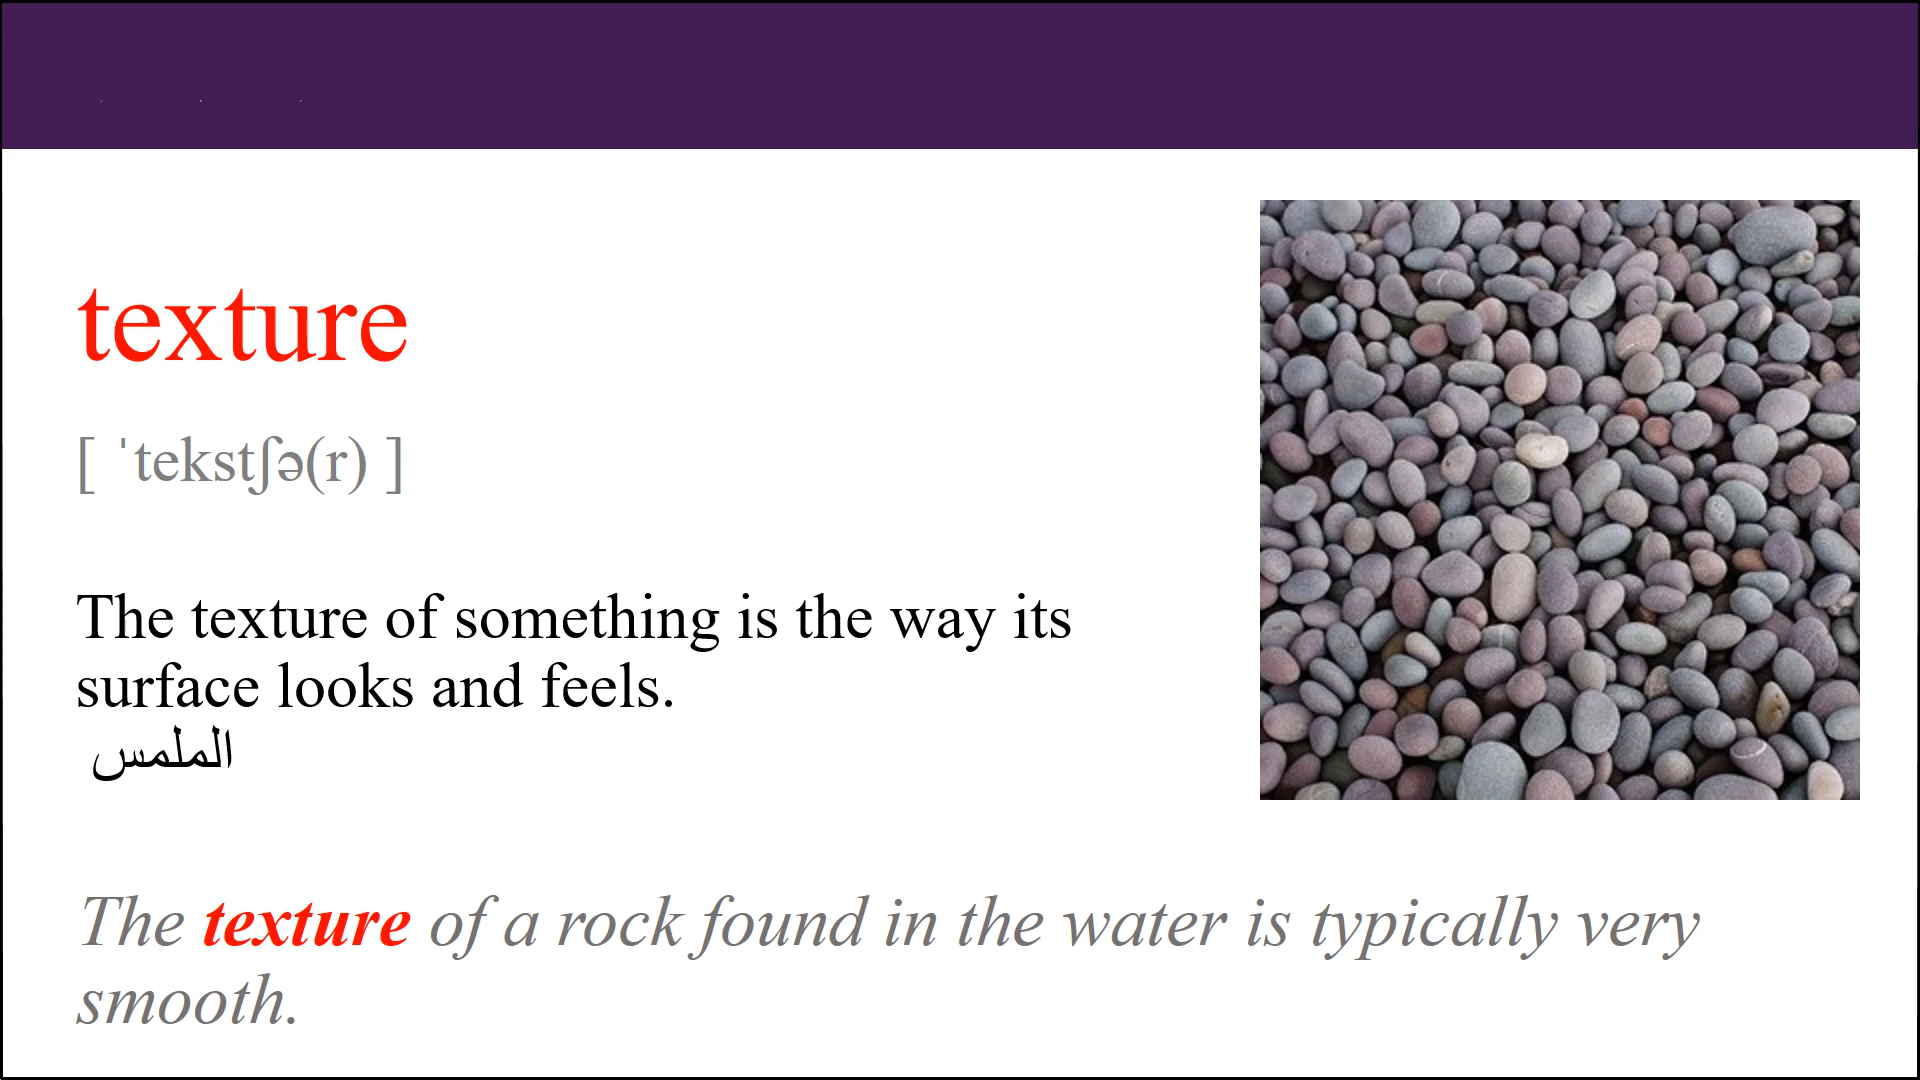 texture
[ ˈtekstʃə(r) ]
The texture of something is the way its
surface looks and feels.
الملمس
The texture of a rock found in the water is typically very
smooth.